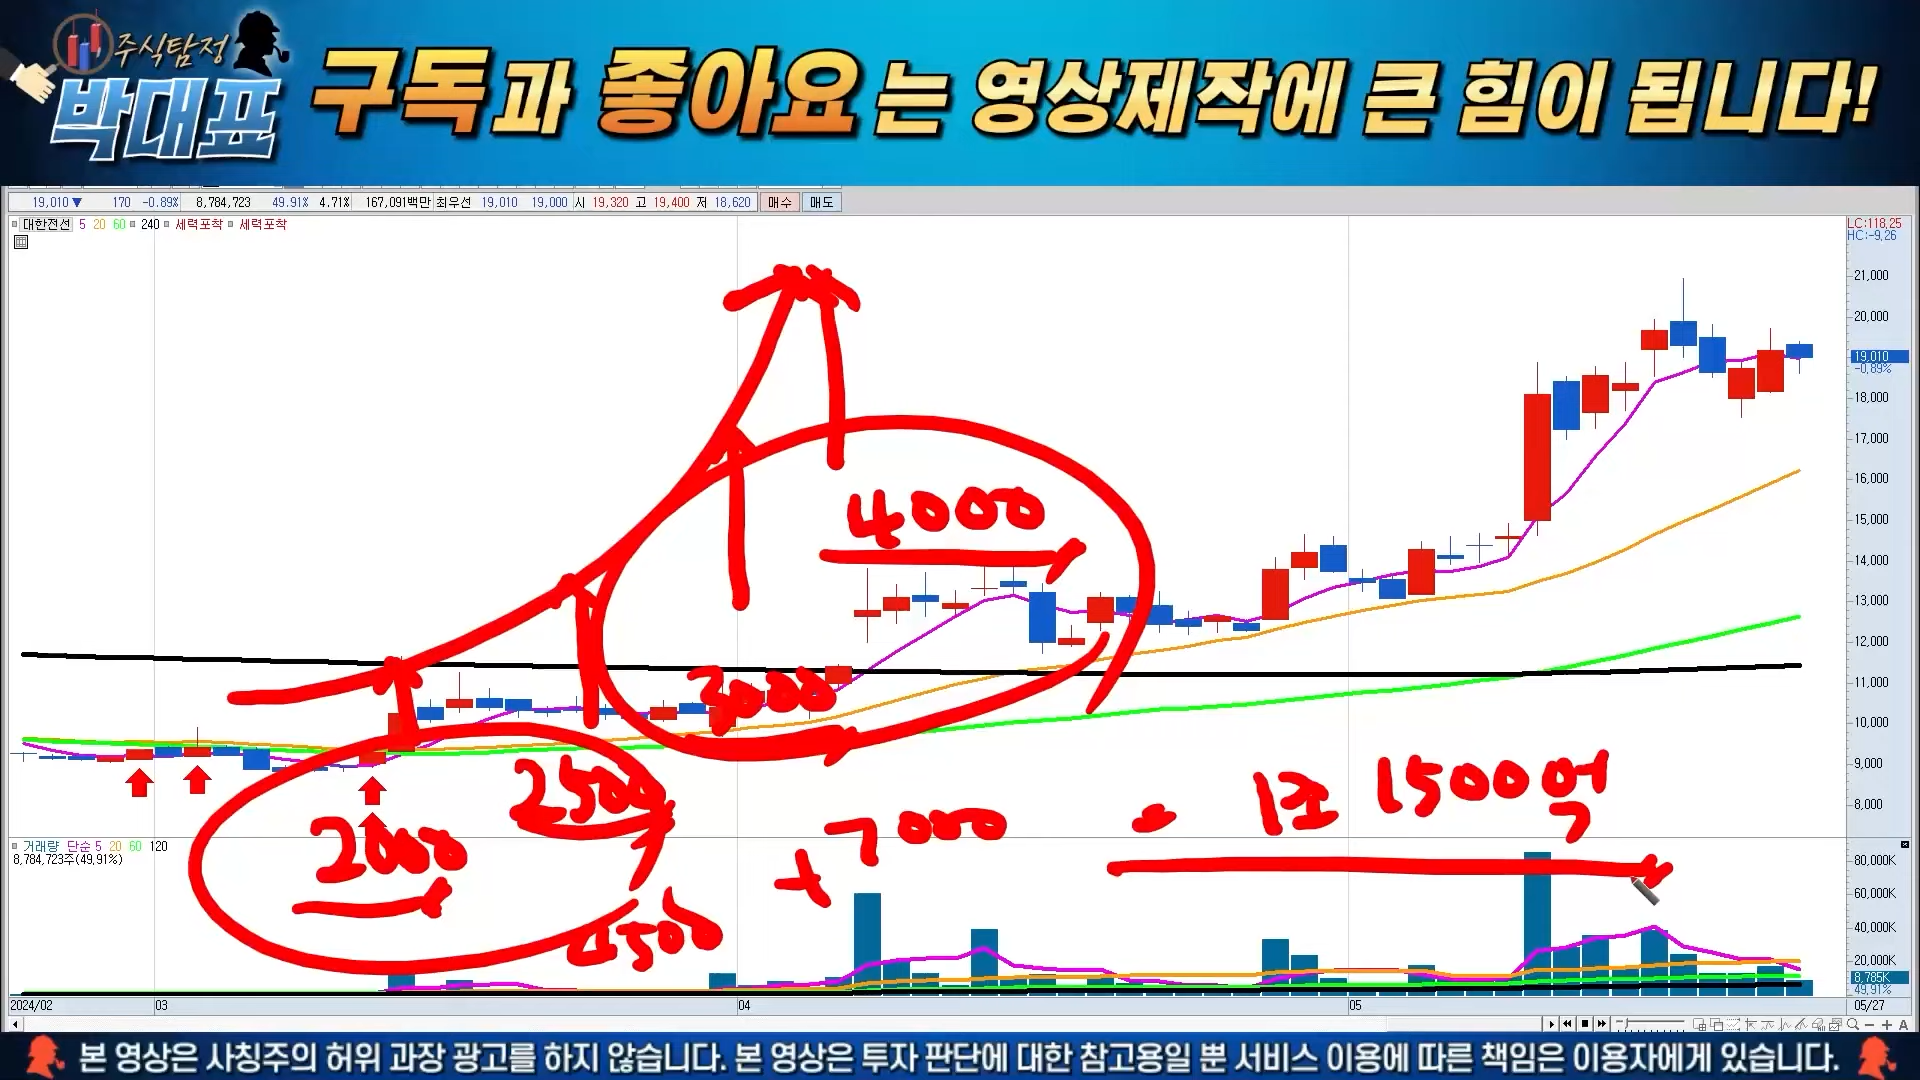 주식탐정
박대표
구독과 좋아요는 영상제작에 큰 힘이 됩니다!
19,010 ▼ 170 -0.89% 8,784,723 49.91% 4.71% 167,091백만 최우선 19,010 19,000 시 19,320 고 19,400 저 18,620 매수 매도
대한전선 5 20 60 240 세력포착 세력포착
LC:118.25
HC:-9.26
21,000
20,000
19,010
-0.89%
18,000
17,000
16,000
15,000
14,000
13,000
12,000
11,000
10,000
9,000
8,000
4000
3000
2500
2000
4500
+ 7000
1조 1500억
거래량 단순 5 20 60 120
8,784,723주(49.91%)
80,000K
60,000K
40,000K
20,000K
8,785K
49.91%
2024/02 03 04 05 05/27
본 영상은 사칭주의 허위 과장 광고를 하지 않습니다. 본 영상은 투자 판단에 대한 참고용일 뿐 서비스 이용에 따른 책임은 이용자에게 있습니다.